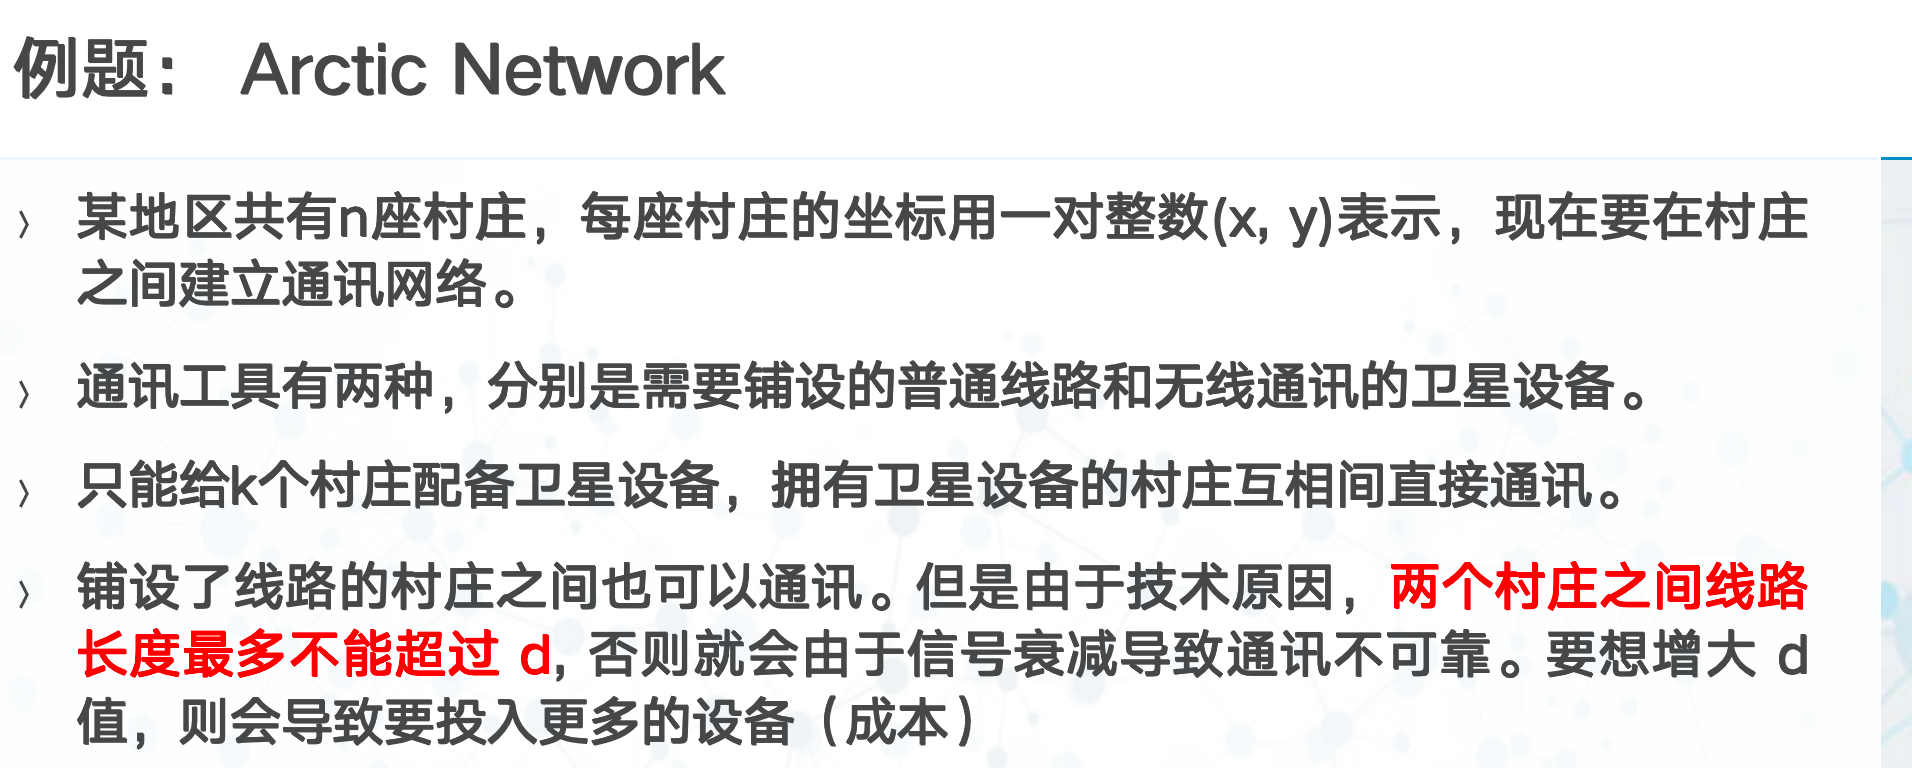 例题： Arctic Network
› 某地区共有n座村庄，每座村庄的坐标用一对整数(x, y)表示，现在要在村庄
之间建立通讯网络。
› 通讯工具有两种，分别是需要铺设的普通线路和无线通讯的卫星设备。
› 只能给k个村庄配备卫星设备，拥有卫星设备的村庄互相间直接通讯。
› 铺设了线路的村庄之间也可以通讯。但是由于技术原因，两个村庄之间线路
长度最多不能超过 d, 否则就会由于信号衰减导致通讯不可靠。要想增大 d
值，则会导致要投入更多的设备（成本）